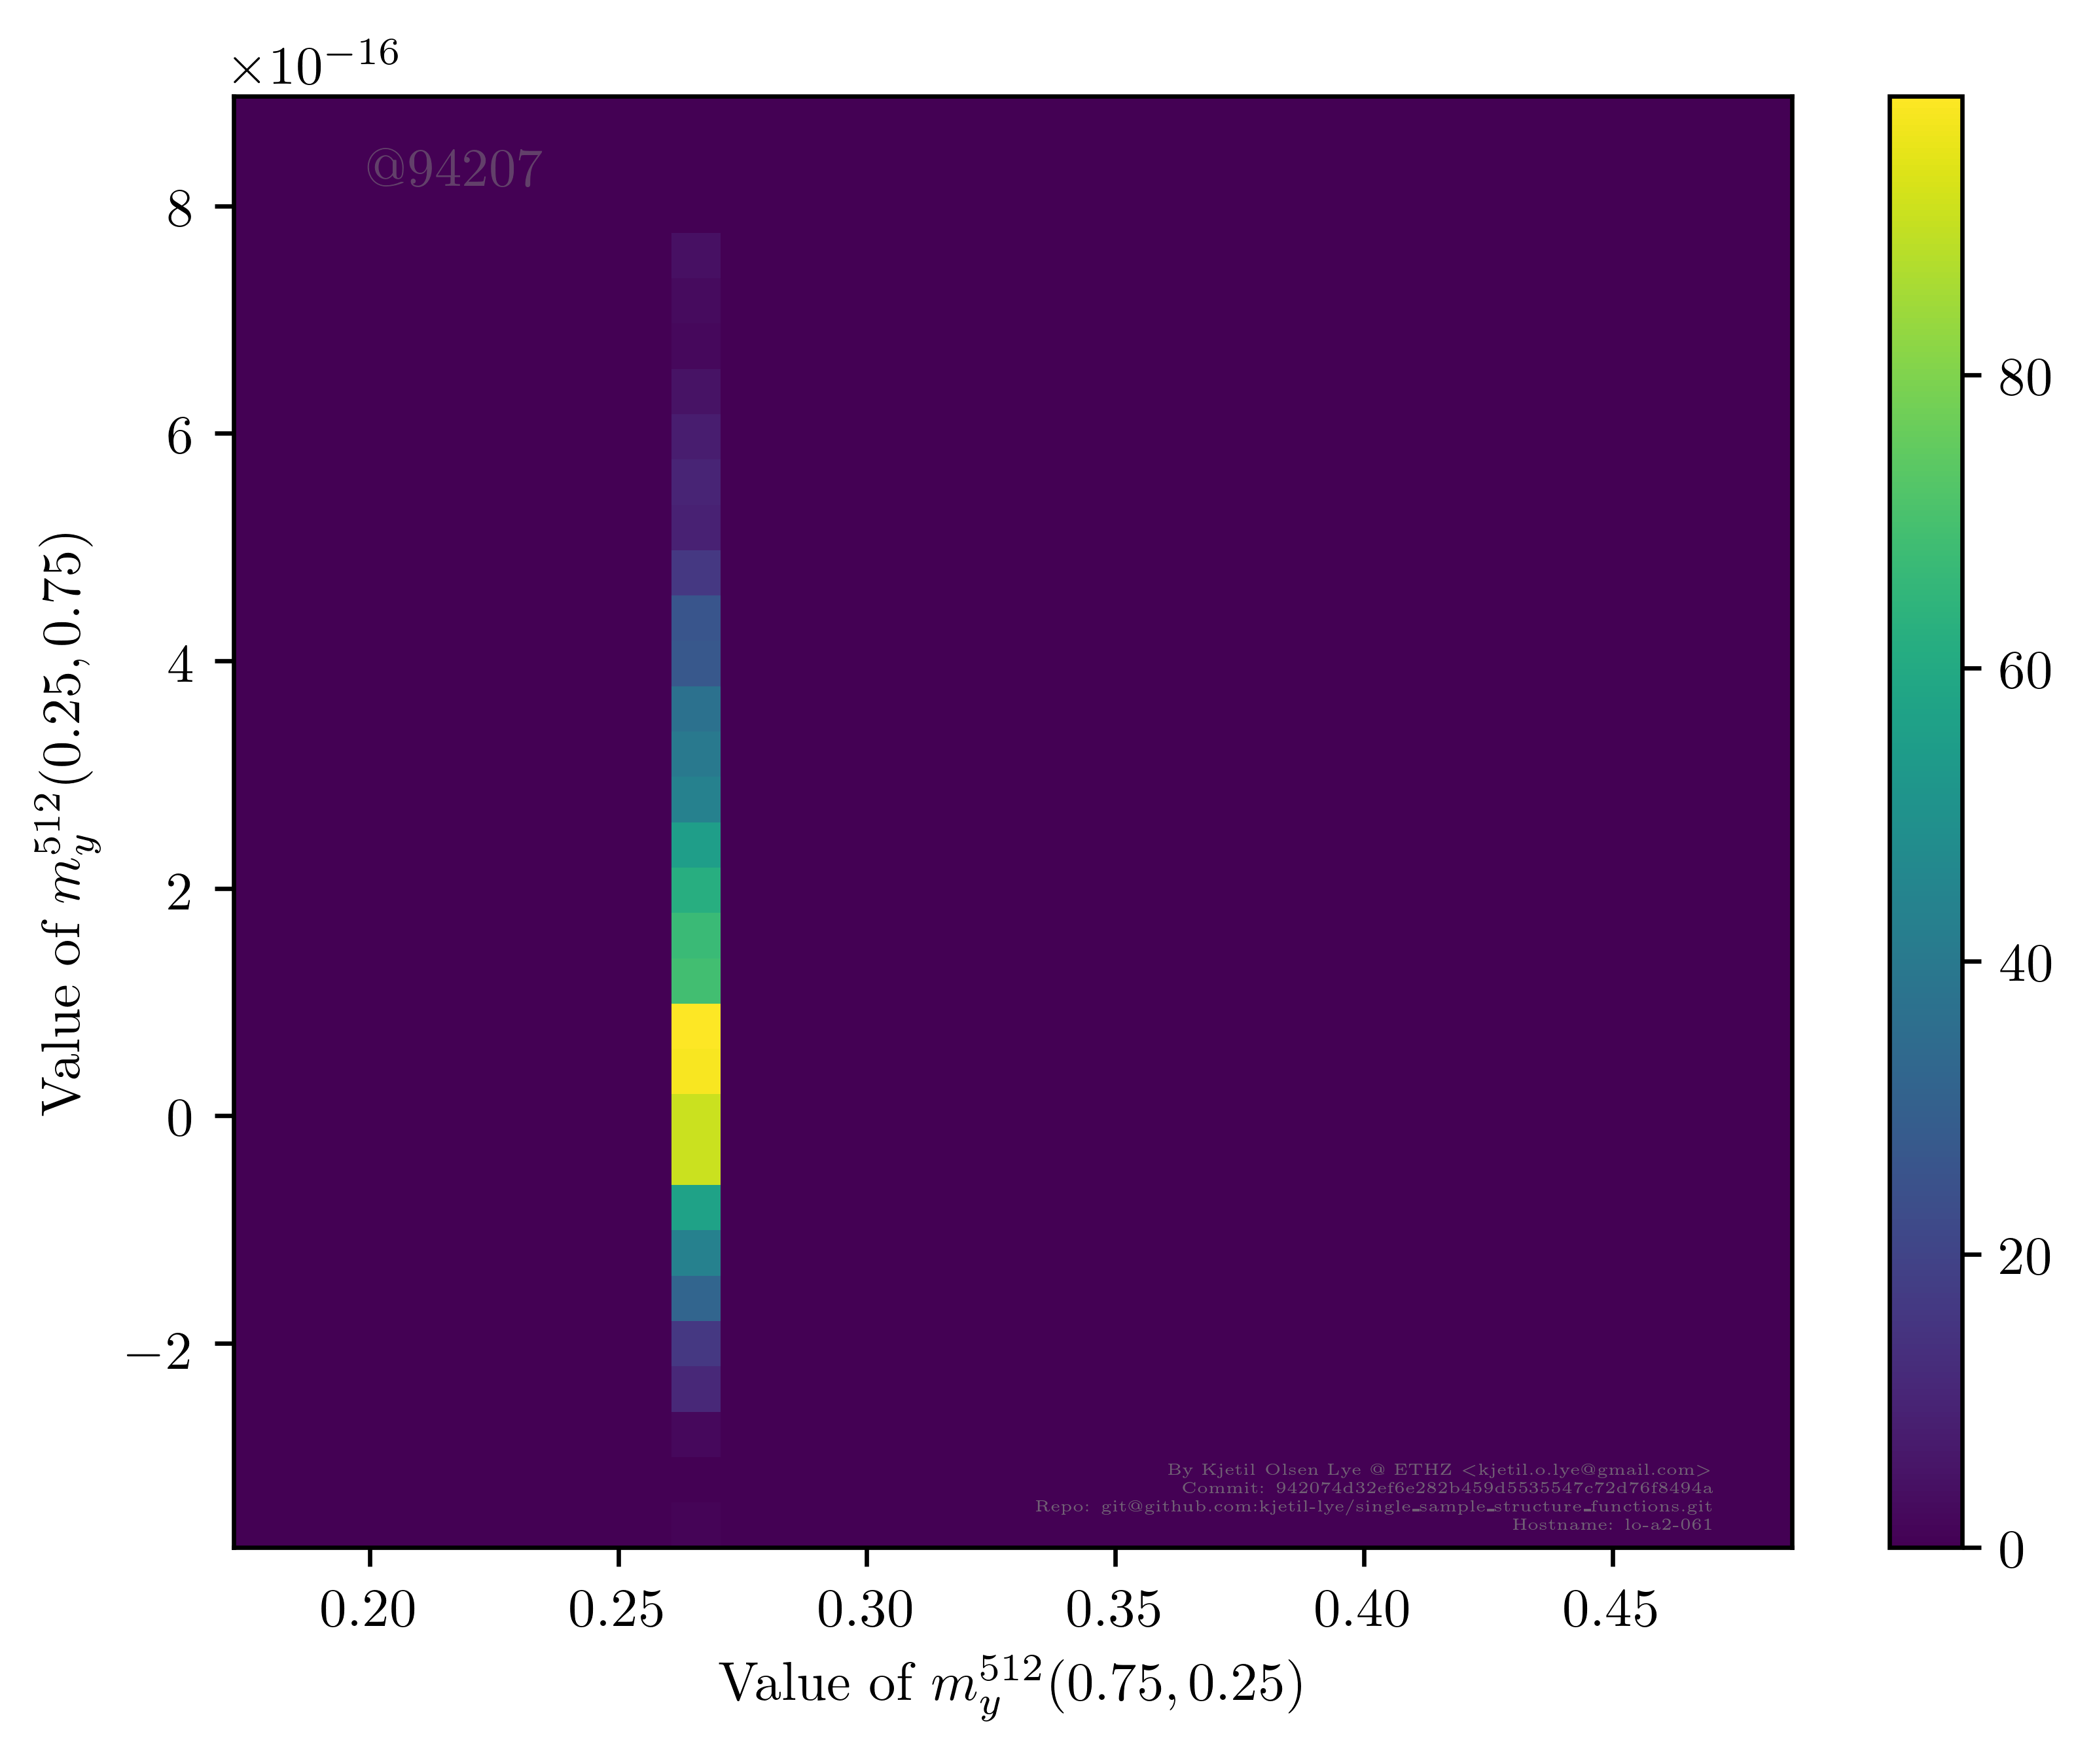 ×10⁻¹⁶
@94207
8
6
4
2
0
−2
Value of m_y^{512}(0.25, 0.75)
0.20 0.25 0.30 0.35 0.40 0.45
Value of m_y^{512}(0.75, 0.25)
80
60
40
20
0
By Kjetil Olsen Lye @ ETHZ <kjetil.o.lye@gmail.com>
Commit: 942074d32ef6e282b459d5535547c72d76f8494a
Repo: git@github.com:kjetil-lye/single_sample_structure_functions.git
Hostname: lo-a2-061